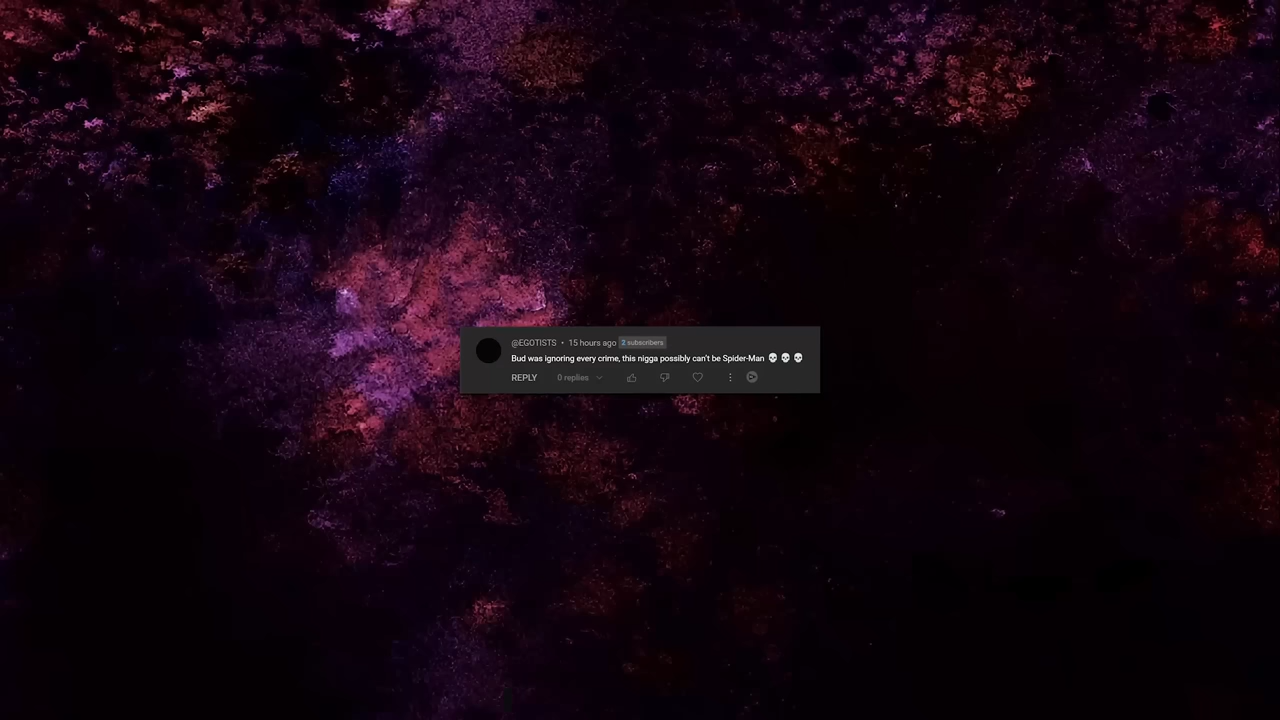 @EGOTISTS • 15 hours ago 2 subscribers
Bud was ignoring every crime, this nigga possibly can't be Spider-Man 💀 💀 💀
REPLY 0 replies